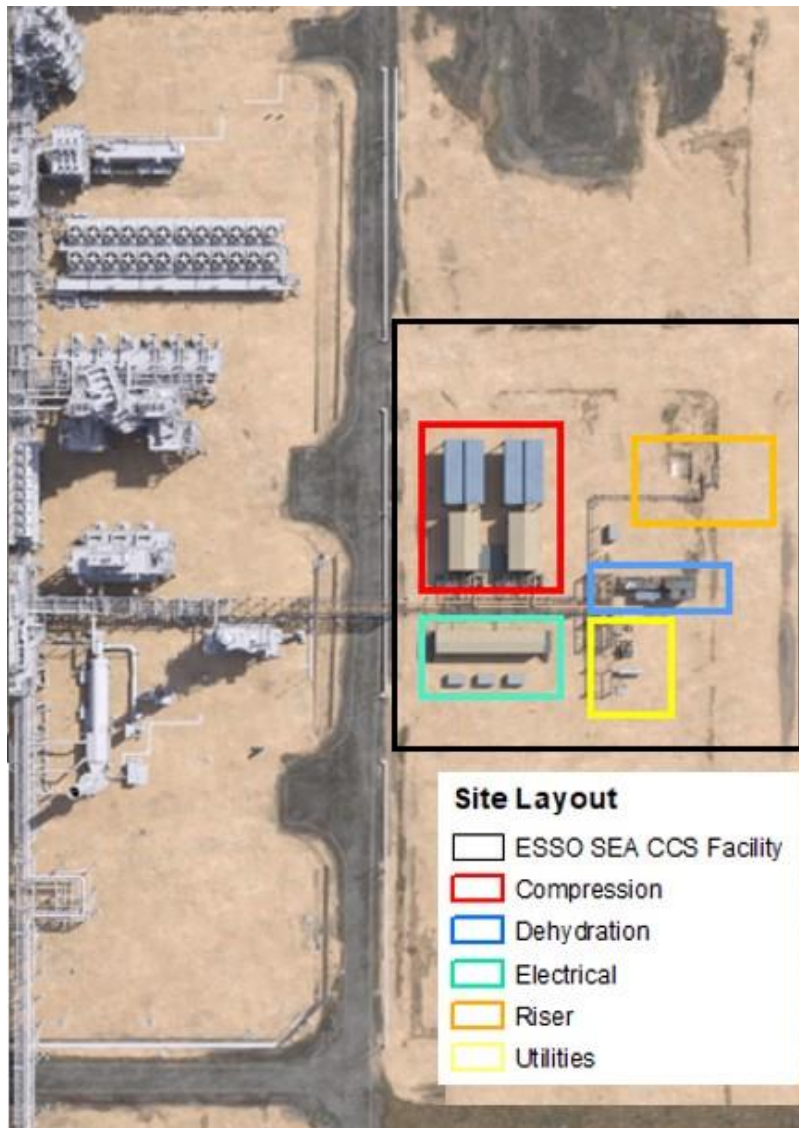 Site Layout
ESSO SEA CCS Facility
Compression
Dehydration
Electrical
Riser
Utilities